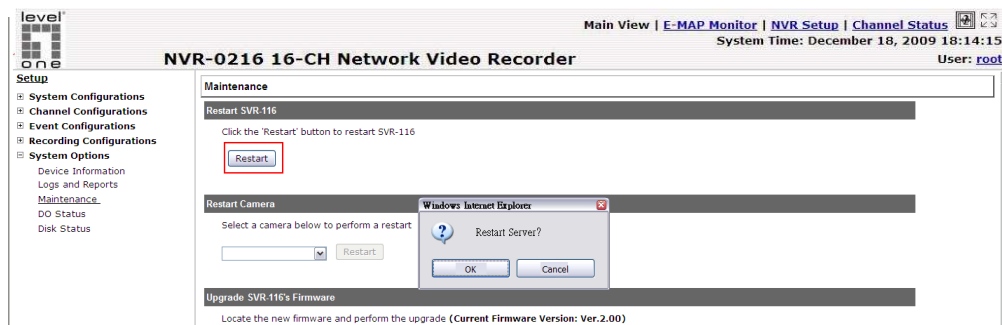 level
one
Main View | E-MAP Monitor | NVR Setup | Channel Status
System Time: December 18, 2009 18:14:15
NVR-0216 16-CH Network Video Recorder
User: root
Setup
System Configurations
Channel Configurations
Event Configurations
Recording Configurations
System Options
Device Information
Logs and Reports
Maintenance
DO Status
Disk Status
Maintenance
Restart SVR-116
Click the 'Restart' button to restart SVR-116
Restart
Restart Camera
Select a camera below to perform a restart
Restart
Windows Internet Explorer
Restart Server?
OK
Cancel
Upgrade SVR-116's Firmware
Locate the new firmware and perform the upgrade (Current Firmware Version: Ver.2.00)